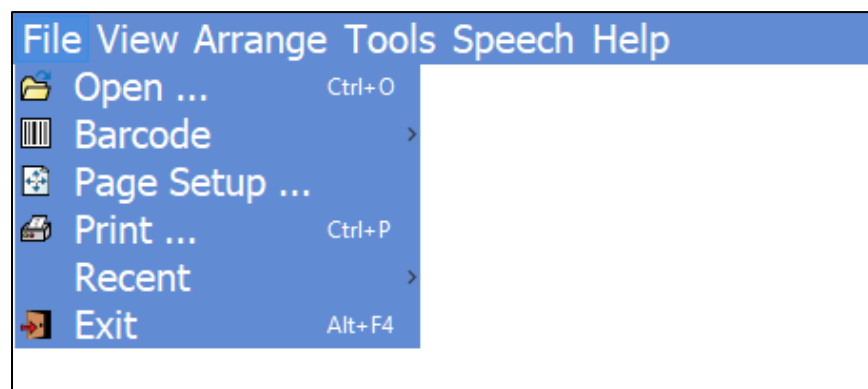 File View Arrange Tools Speech Help
Open ... Ctrl+O
Barcode >
Page Setup ...
Print ... Ctrl+P
Recent >
Exit Alt+F4